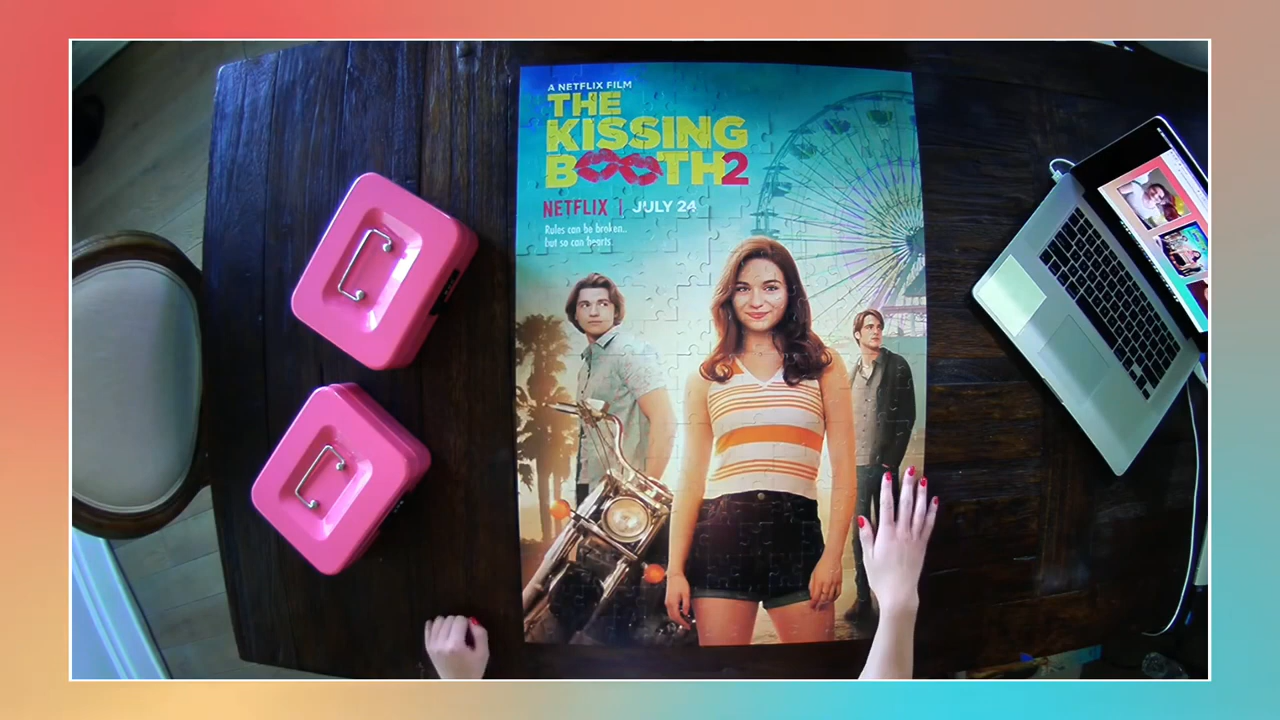 A NETFLIX FILM
THE
KISSING
BOOTH2
NETFLIX | JULY 24
Rules can be broken..
but so can hearts.